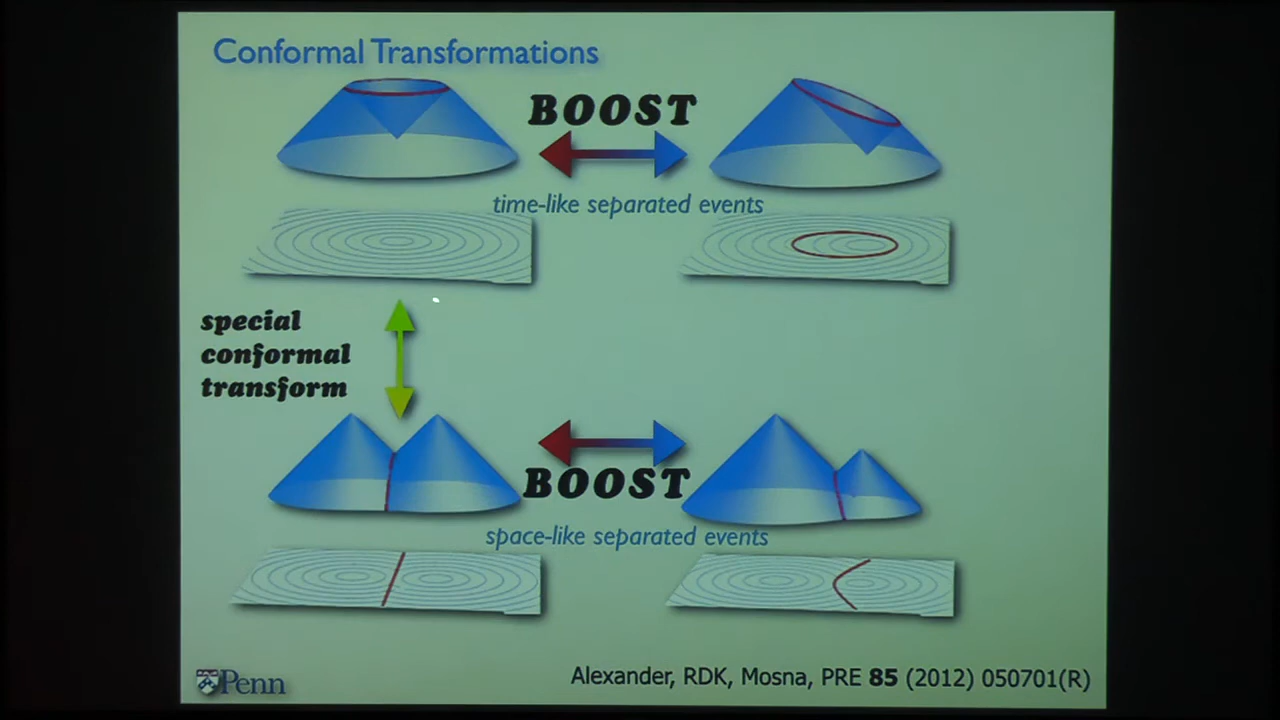 Conformal Transformations
BOOST
time-like separated events
special
conformal
transform
BOOST
space-like separated events
Penn
Alexander, RDK, Mosna, PRE 85 (2012) 050701(R)